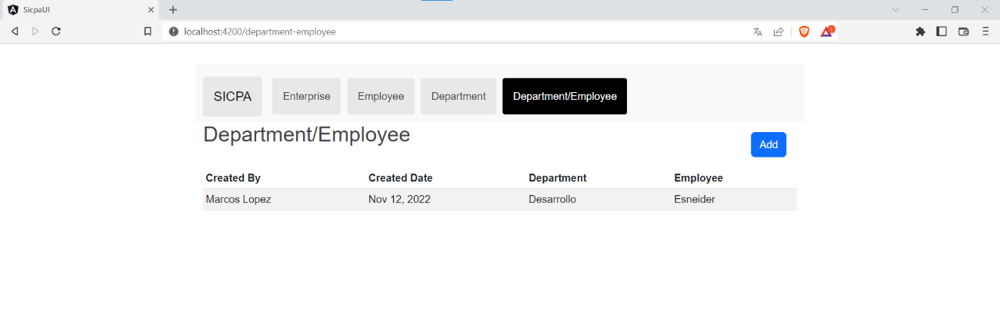 SicpaUI
localhost:4200/department-employee
SICPA Enterprise Employee Department Department/Employee
Department/Employee
Add
Created By Created Date Department Employee
Marcos Lopez Nov 12, 2022 Desarrollo Esneider